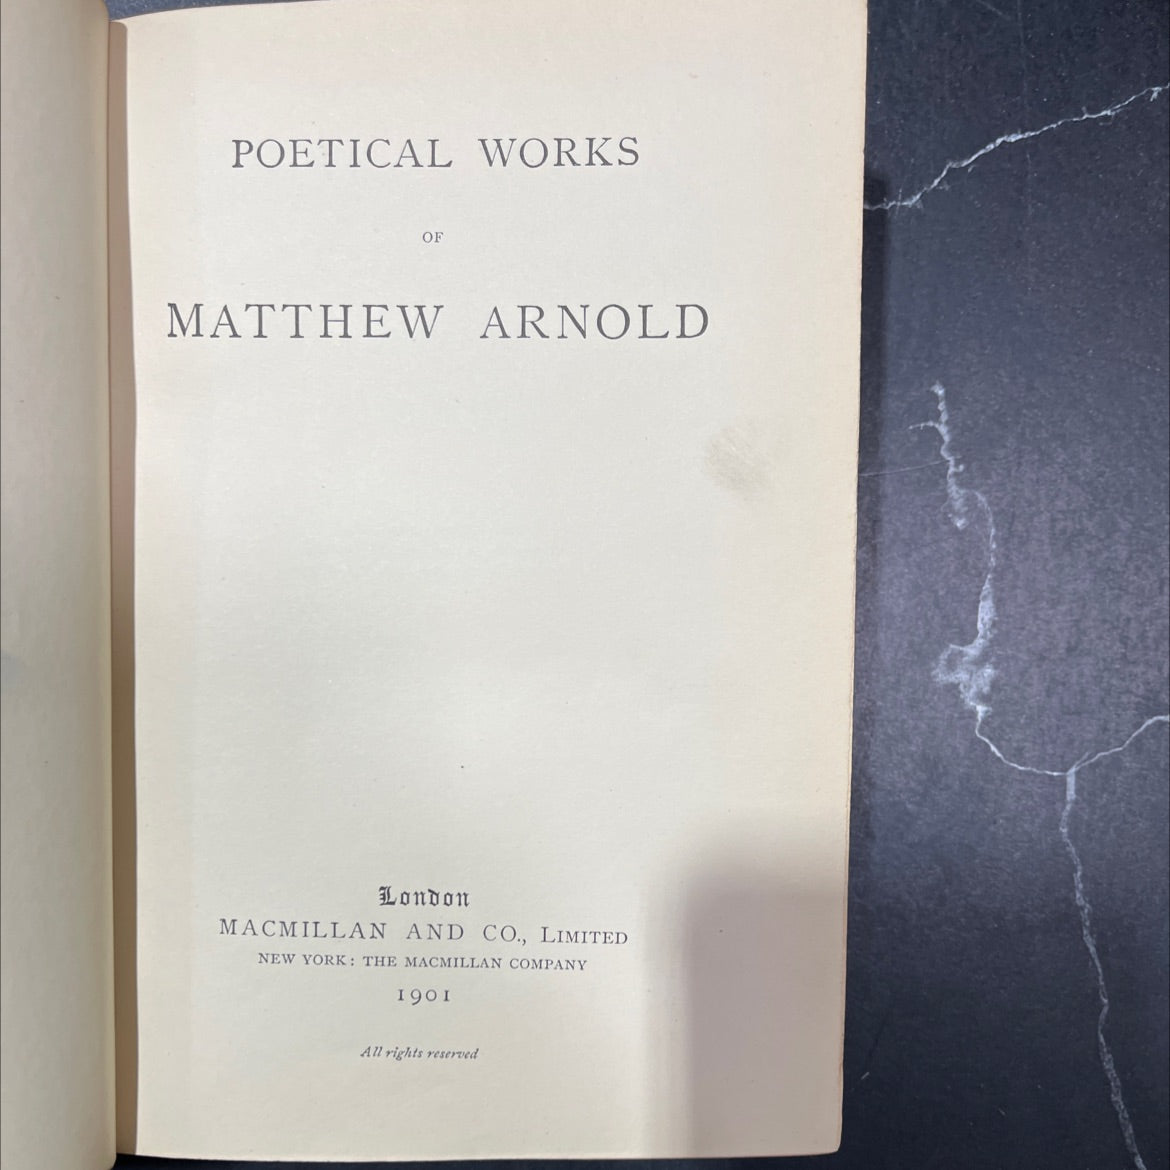 POETICAL WORKS
OF
MATTHEW ARNOLD
London
MACMILLAN AND CO., LIMITED
NEW YORK: THE MACMILLAN COMPANY
1901
All rights reserved